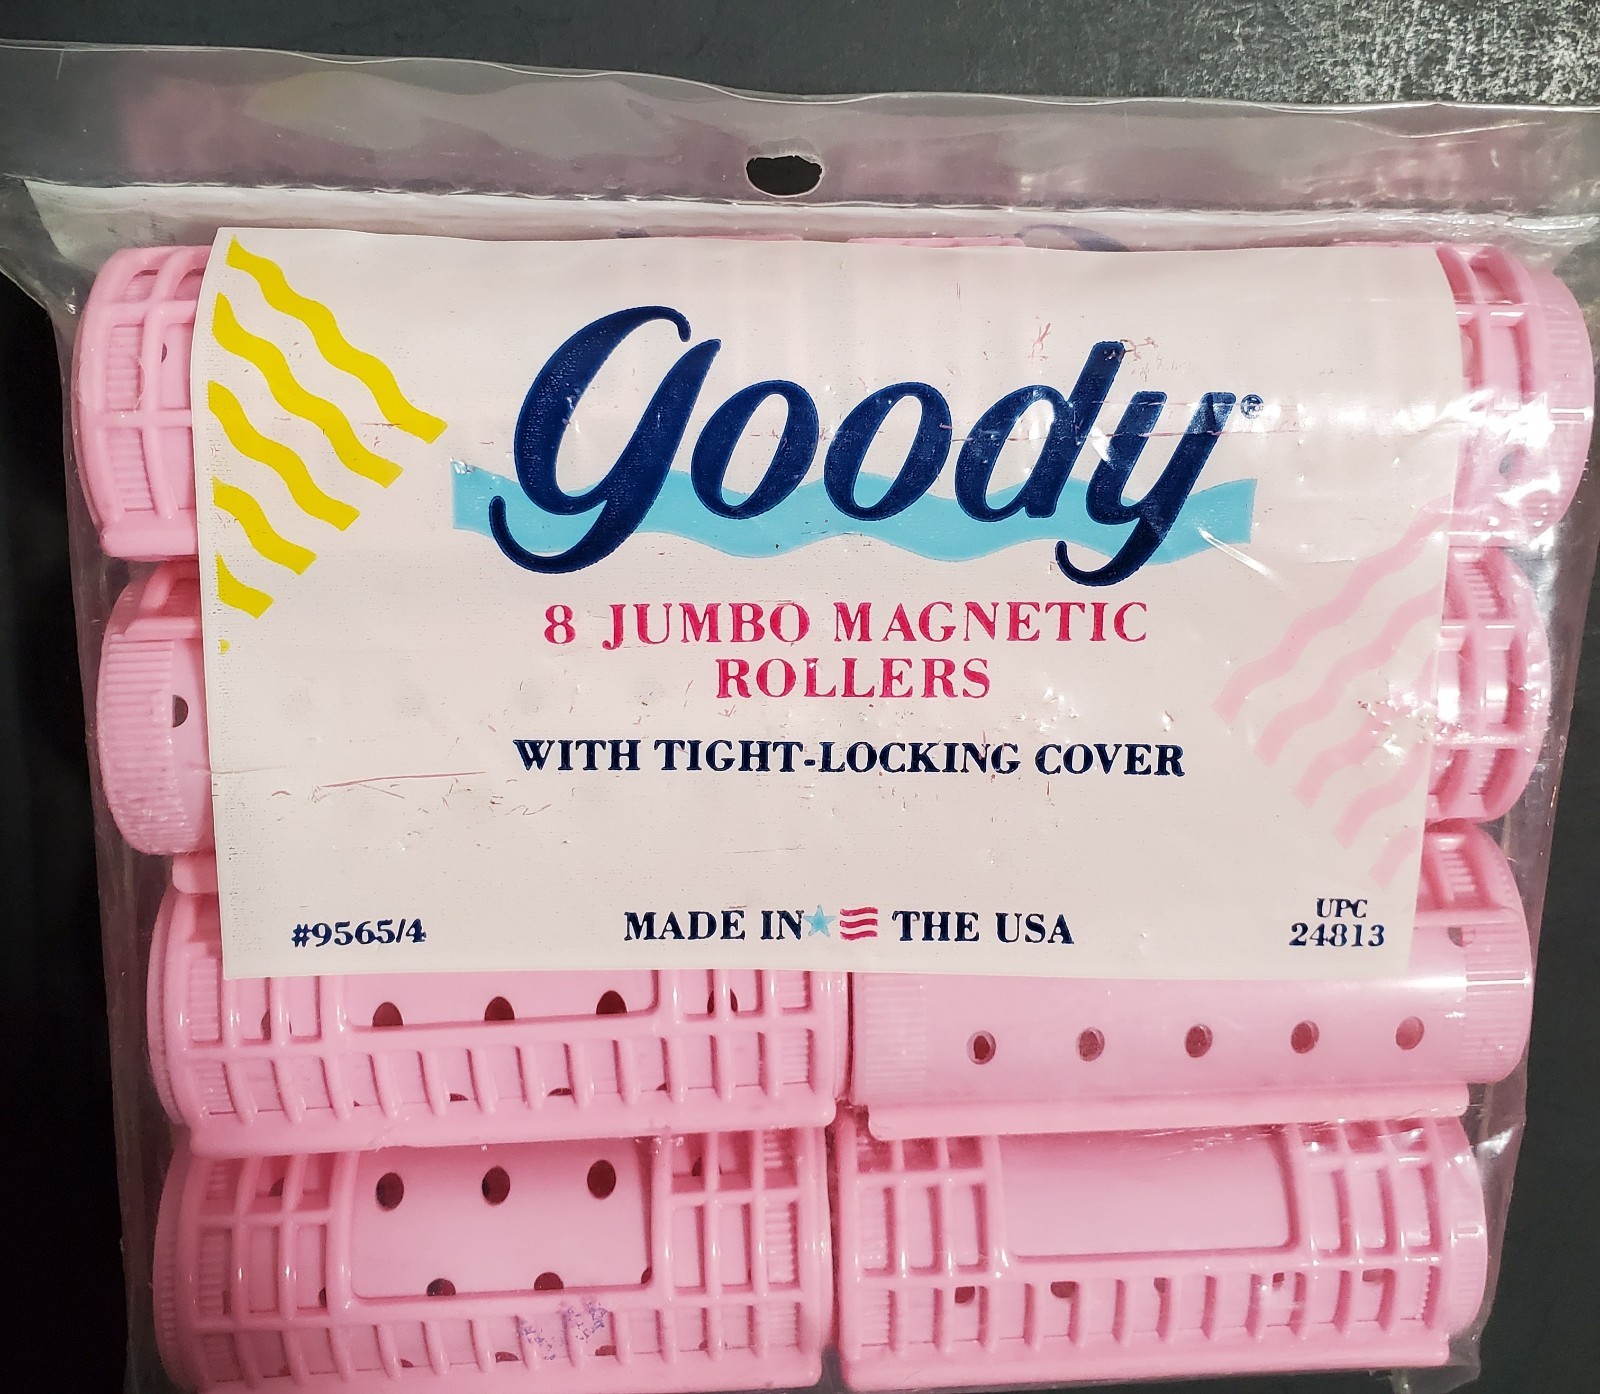 goody®
8 JUMBO MAGNETIC
ROLLERS
WITH TIGHT-LOCKING COVER
#9565/4
MADE IN THE USA
UPC
24813